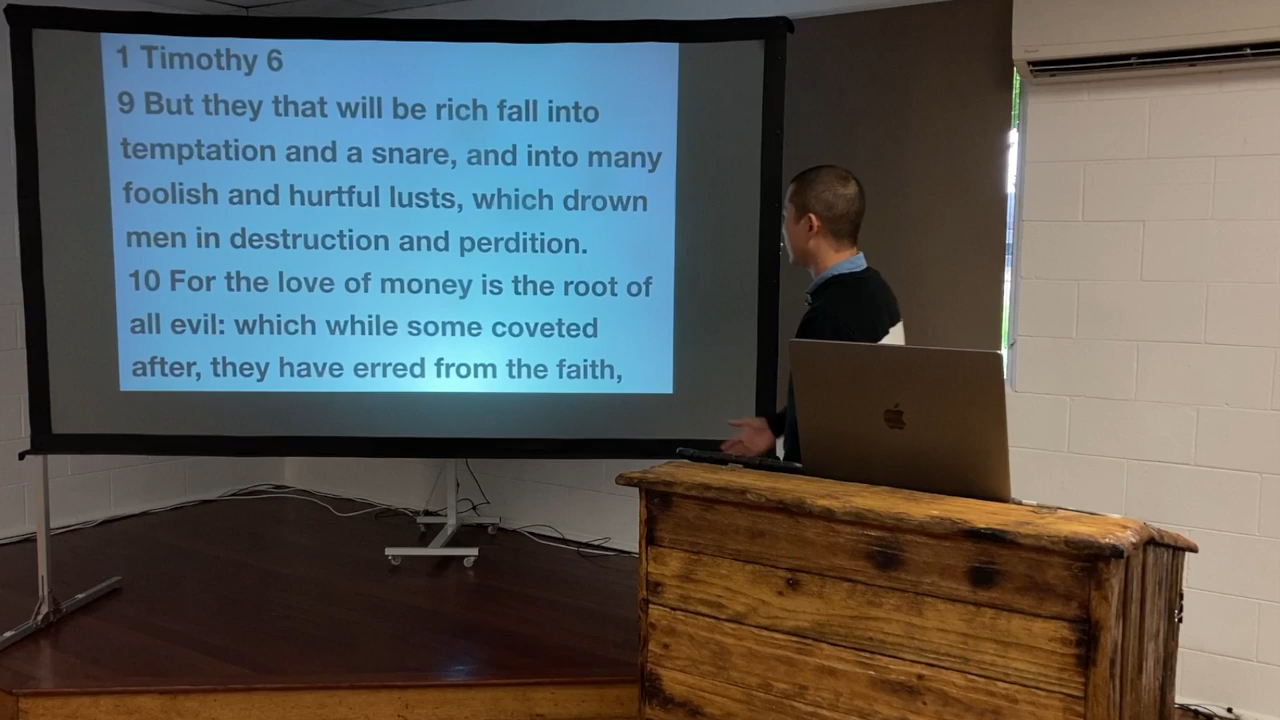 1 Timothy 6
9 But they that will be rich fall into
temptation and a snare, and into many
foolish and hurtful lusts, which drown
men in destruction and perdition.
10 For the love of money is the root of
all evil: which while some coveted
after, they have erred from the faith,